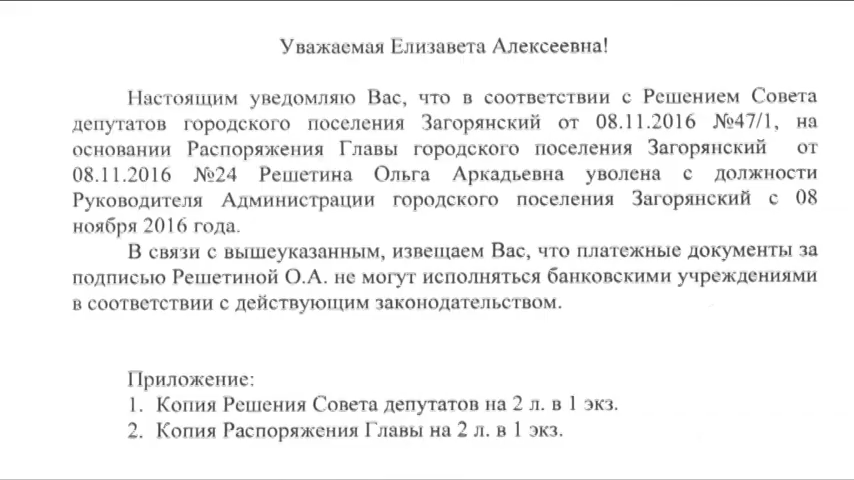 Уважаемая Елизавета Алексеевна!
Настоящим уведомляю Вас, что в соответствии с Решением Совета
депутатов городского поселения Загорянский от 08.11.2016 №47/1, на
основании Распоряжения Главы городского поселения Загорянский от
08.11.2016 №24 Решетина Ольга Аркадьевна уволена с должности
Руководителя Администрации городского поселения Загорянский с 08
ноября 2016 года.
В связи с вышеуказанным, извещаем Вас, что платежные документы за
подписью Решетиной О.А. не могут исполняться банковскими учреждениями
в соответствии с действующим законодательством.
Приложение:
1. Копия Решения Совета депутатов на 2 л. в 1 экз.
2. Копия Распоряжения Главы на 2 л. в 1 экз.